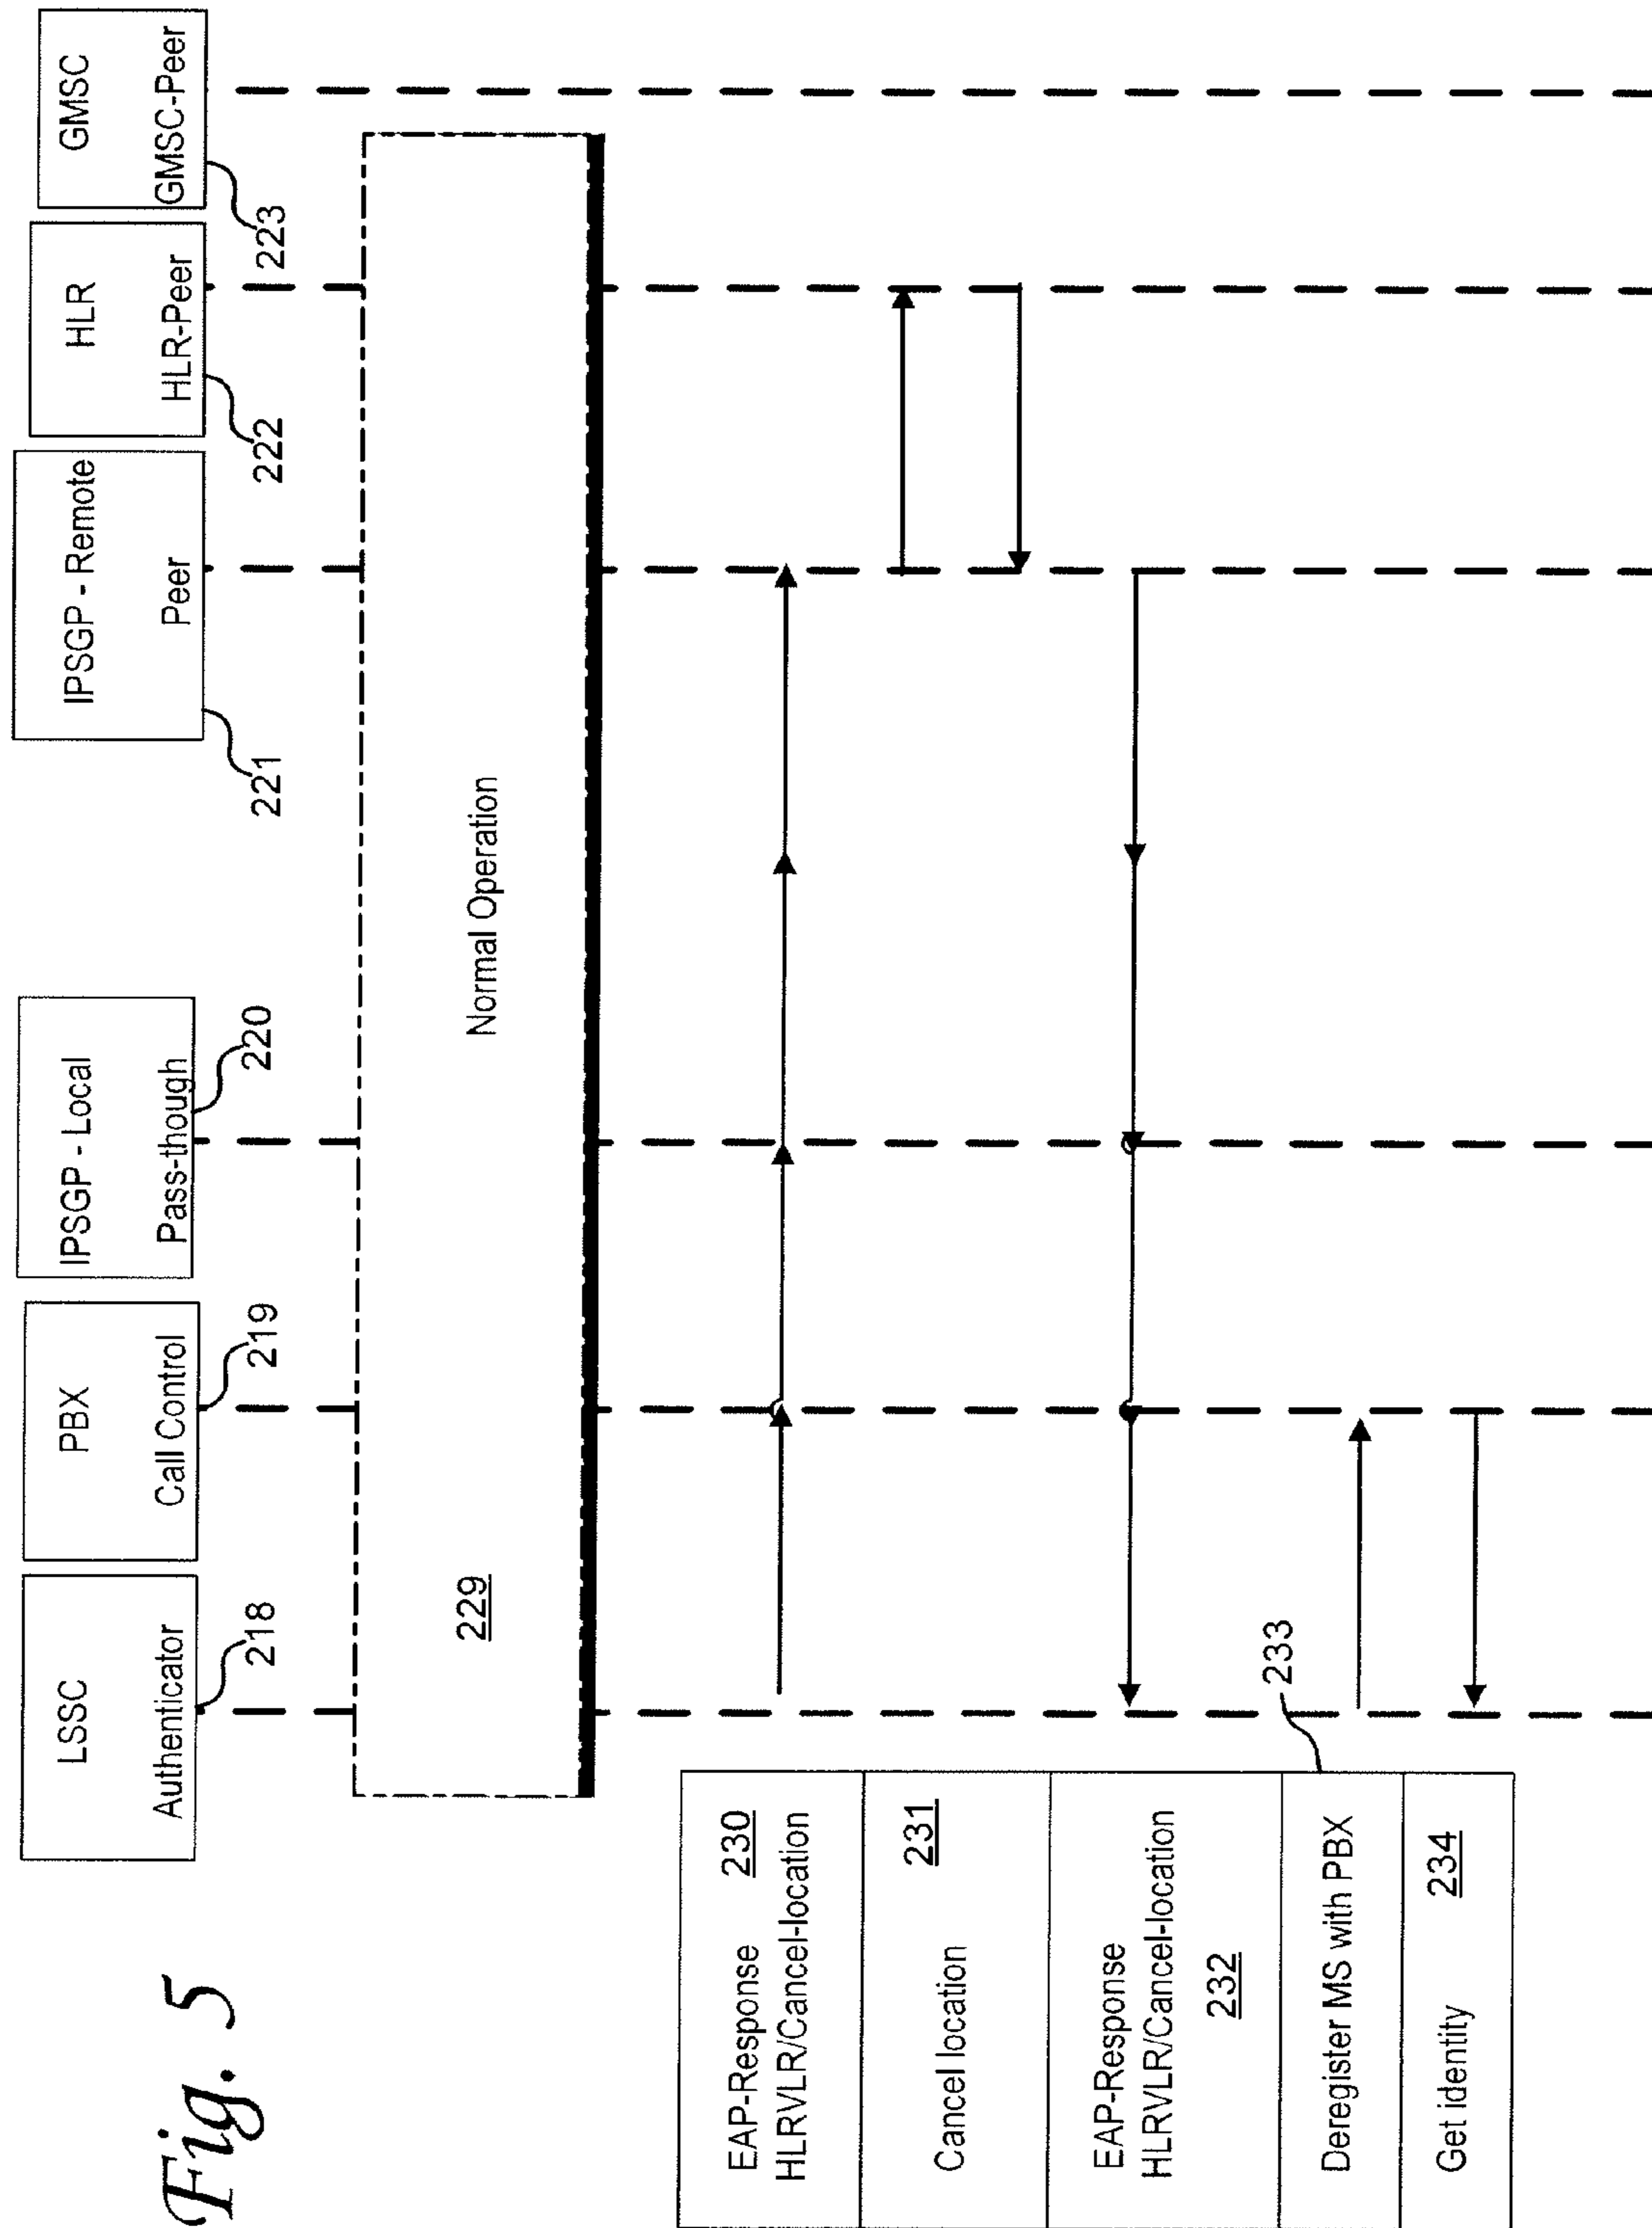 Fig. 5
LSSC
Authenticator
218
PBX
Call Control
219
IPSGP - Local
Pass-though
220
IPSGP - Remote
Peer
221
HLR
HLR-Peer
222
GMSC
GMSC-Peer
223
229
Normal Operation
EAP-Response 230
HLRVLR/Cancel-location
Cancel location 231
EAP-Response
HLRVLR/Cancel-location
232
Deregister MS with PBX
233
Get identity 234